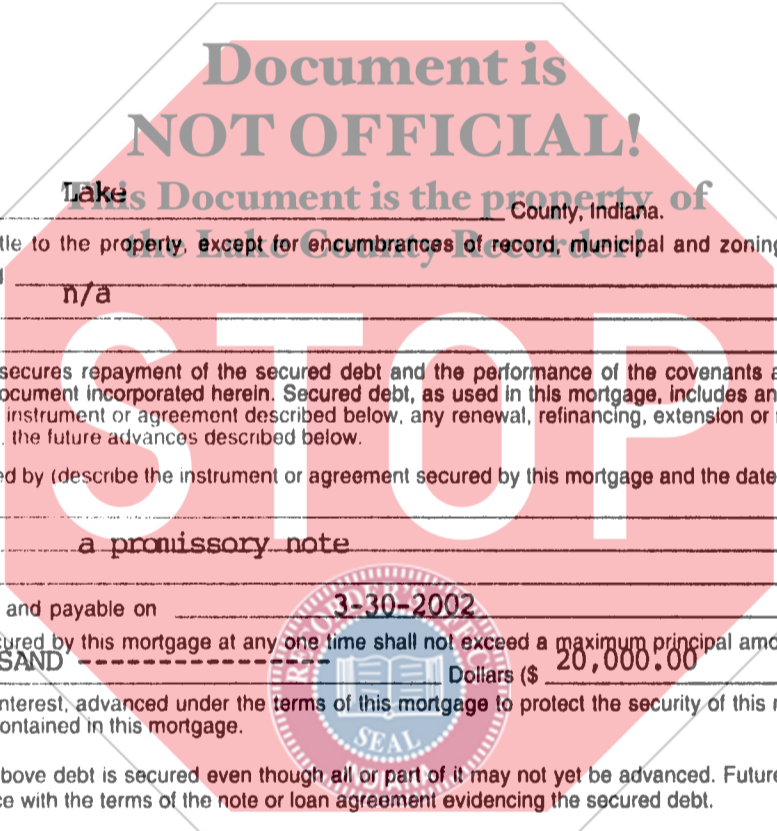 Document is
NOT OFFICIAL!
This Document is the property of
the Lake County Recorder!
Lake County, Indiana.
tle to the property, except for encumbrances of record, municipal and zoning
n/a
STOP
secures repayment of the secured debt and the performance of the covenants a
ocument incorporated herein. Secured debt, as used in this mortgage, includes an
instrument or agreement described below, any renewal, refinancing, extension or
the future advances described below.
ed by (describe the instrument or agreement secured by this mortgage and the date
a promissory note
and payable on 3-30-2002
cured by this mortgage at any one time shall not exceed a maximum principal amo
SAND ------------------ Dollars ($ 20,000.00
nterest, advanced under the terms of this mortgage to protect the security of this
ontained in this mortgage.
SEAL
INDIANA
bove debt is secured even though all or part of it may not yet be advanced. Future
ce with the terms of the note or loan agreement evidencing the secured debt.